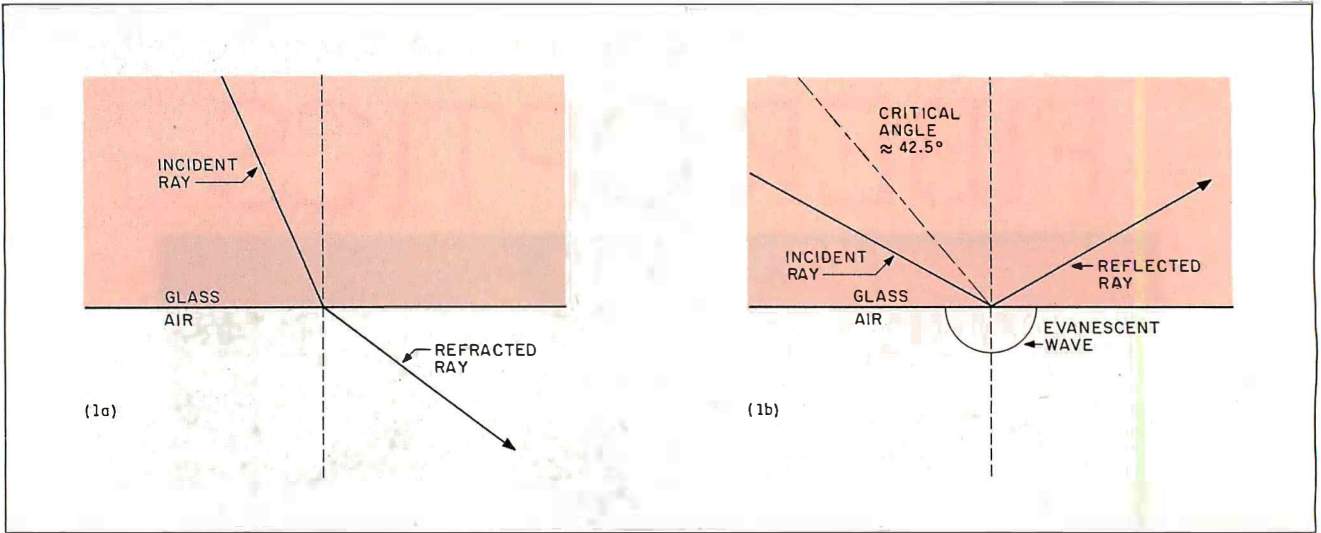 INCIDENT
RAY
GLASS
AIR
REFRACTED
RAY
(1a)
CRITICAL
ANGLE
≈ 42.5°
INCIDENT
RAY
REFLECTED
RAY
GLASS
AIR
EVANESCENT
WAVE
(1b)